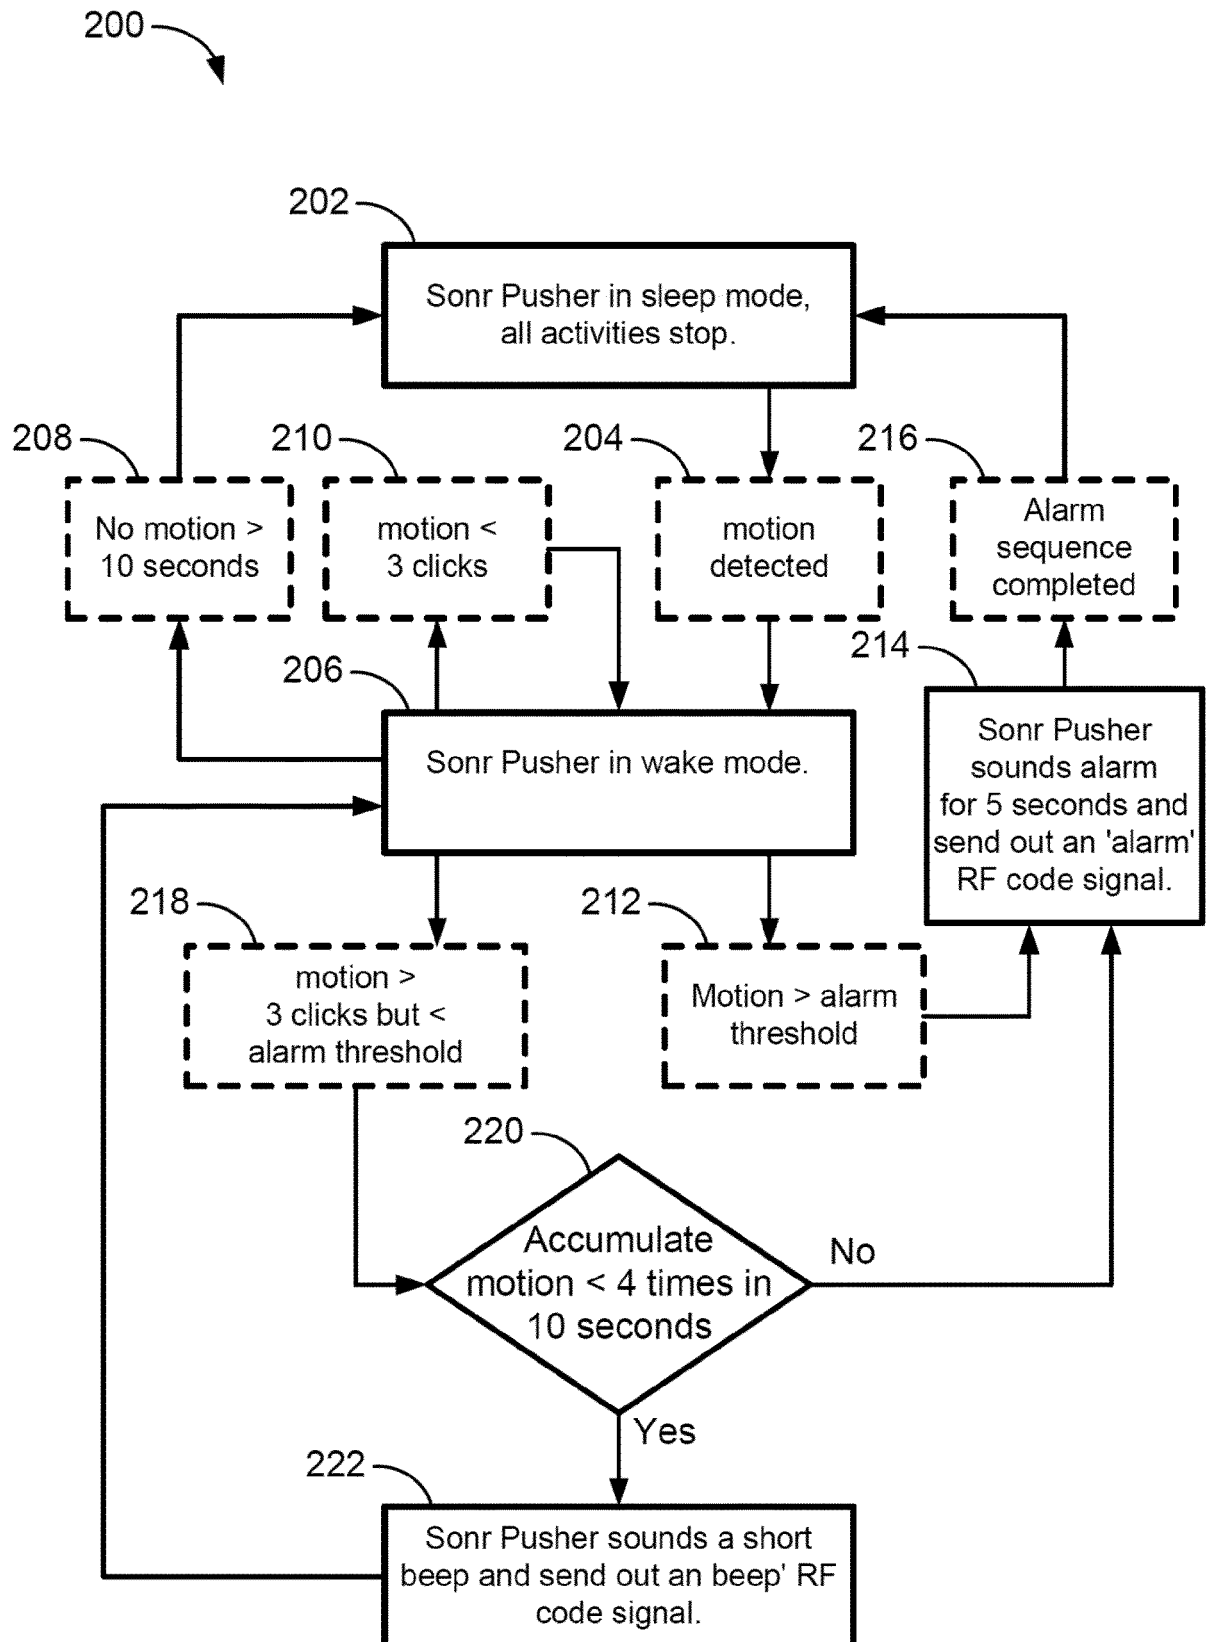 200
202
Sonr Pusher in sleep mode,
all activities stop.
208
210
204
216
No motion >
10 seconds
motion <
3 clicks
motion
detected
Alarm
sequence
completed
206
214
Sonr Pusher in wake mode.
Sonr Pusher
sounds alarm
for 5 seconds and
send out an 'alarm'
RF code signal.
218
212
motion >
3 clicks but <
alarm threshold
Motion > alarm
threshold
220
Accumulate
motion < 4 times in
10 seconds
No
Yes
222
Sonr Pusher sounds a short
beep and send out an beep' RF
code signal.